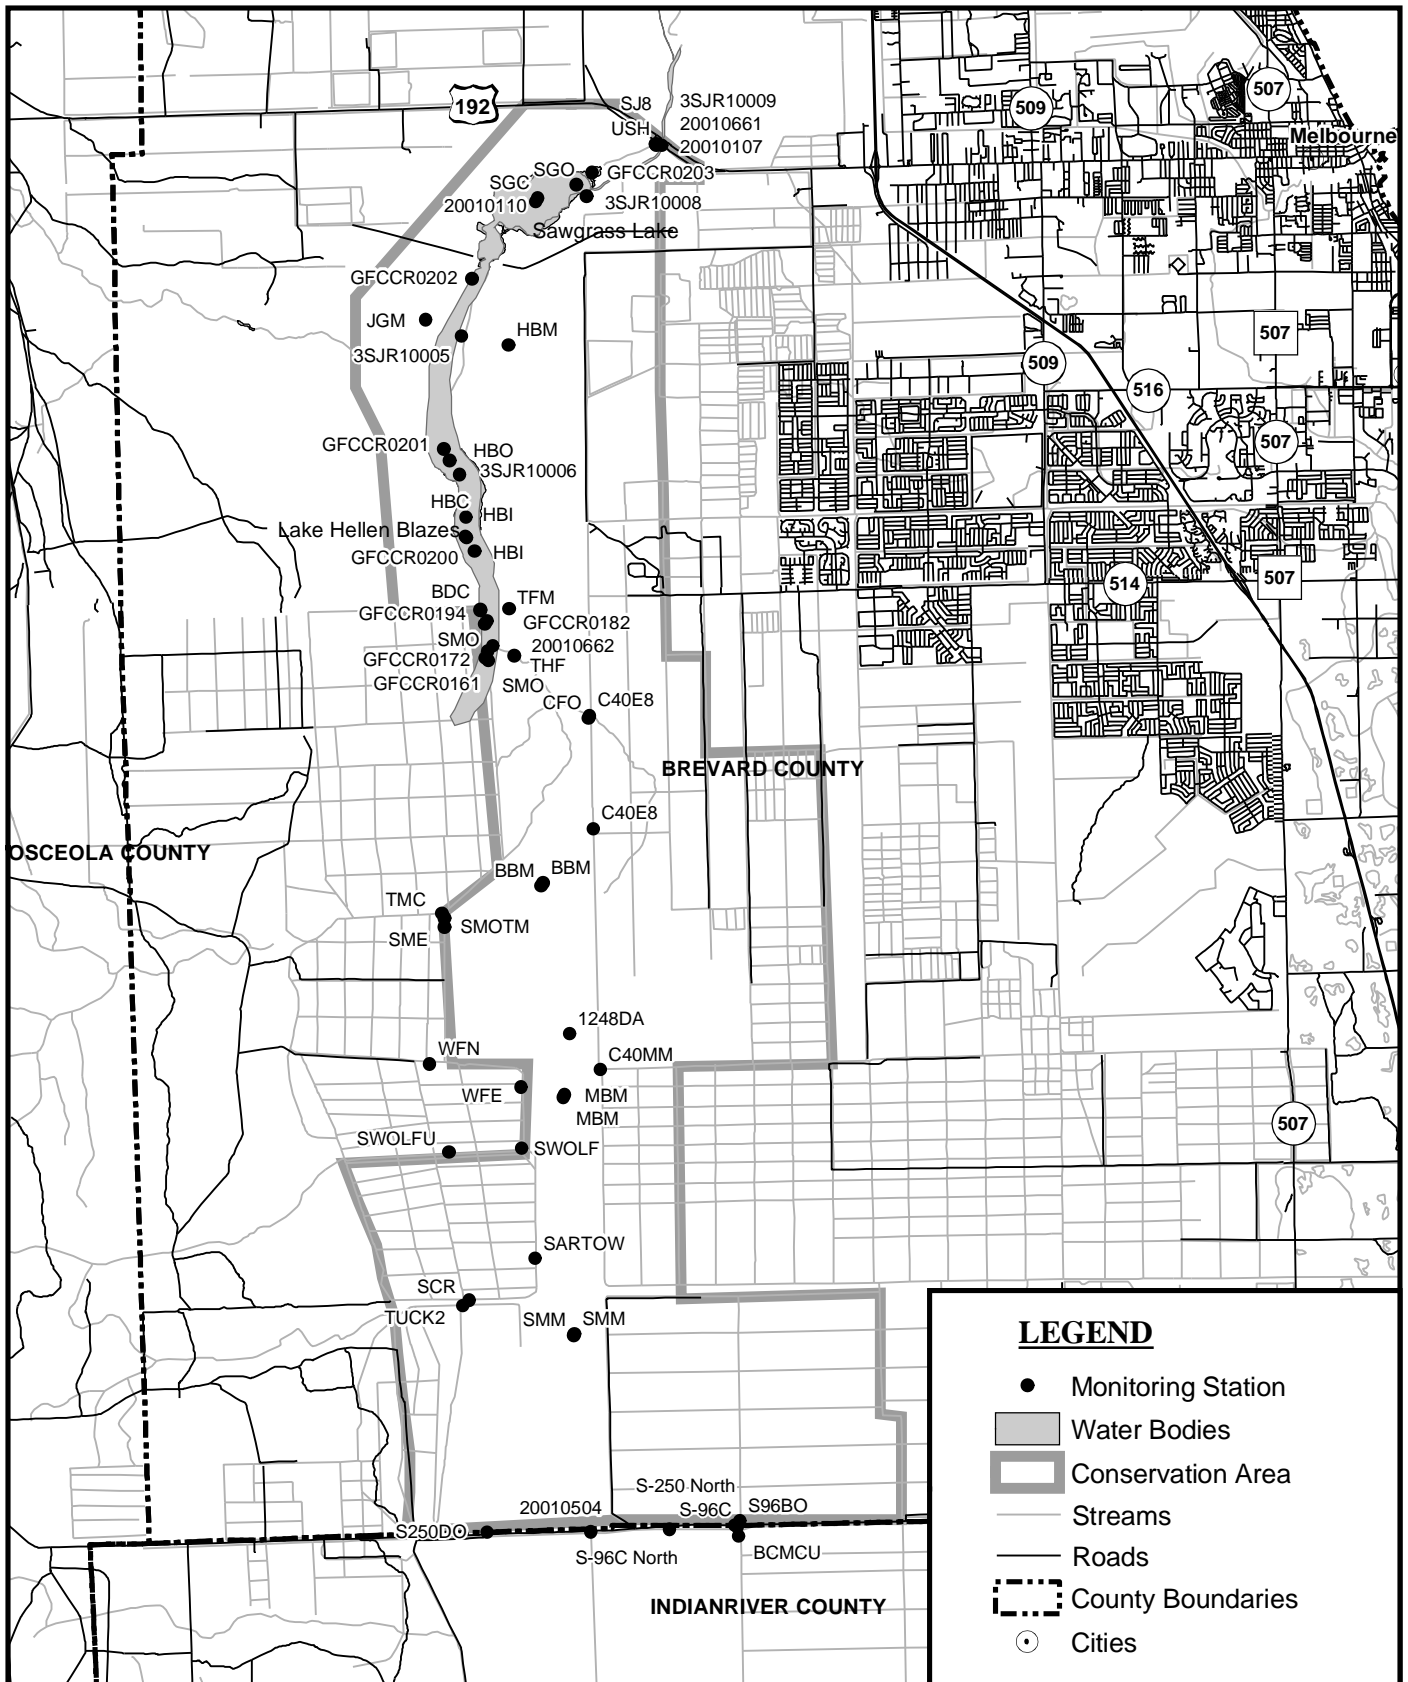 192
SJ8
USH
3SJR10009
20010661
20010107
509
507
Melbourne
SGO
GFCCR0203
SGC
20010110
3SJR10008
Sawgrass Lake
GFCCR0202
JGM
HBM
3SJR10005
507
509
516
GFCCR0201
HBO
3SJR10006
507
HBC
HBI
Lake Hellen Blazes
GFCCR0200
HBI
514
507
BDC
TFM
GFCCR0194
GFCCR0182
SMO
20010662
GFCCR0172
THF
GFCCR0161
SMO
CFO
C40E8
BREVARD COUNTY
C40E8
OSCEOLA COUNTY
BBM
BBM
TMC
SMOTM
SME
1248DA
WFN
C40MM
WFE
MBM
MBM
507
SWOLFU
SWOLF
SARTOW
SCR
TUCK2
SMM
SMM
S-250 North
20010504
S-96C
S96BO
S250DO
S-96C North
BCMCU
INDIANRIVER COUNTY
LEGEND
Monitoring Station
Water Bodies
Conservation Area
Streams
Roads
County Boundaries
Cities